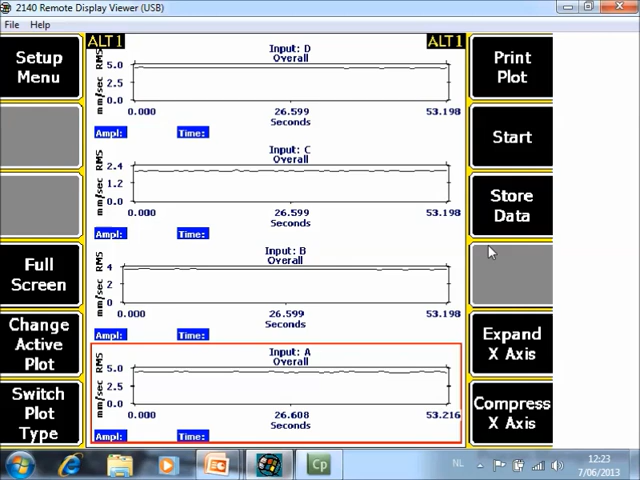 2140 Remote Display Viewer (USB)
File Help
Setup
Menu
Full
Screen
Change
Active
Plot
Switch
Plot
Type
ALT1
ALT1
Input: D
Overall
mm/sec RMS
5.0
2.5
0.0
0.000
26.599
53.198
Seconds
Ampl:
Time:
Input: C
Overall
mm/sec RMS
2.4
1.2
0.0
0.000
26.599
53.198
Seconds
Ampl:
Time:
Input: B
Overall
mm/sec RMS
4
2
0
0.000
26.599
53.198
Seconds
Ampl:
Time:
Input: A
Overall
mm/sec RMS
5.0
2.5
0.0
0.000
26.608
53.216
Seconds
Ampl:
Time:
Print
Plot
Start
Store
Data
Expand
X Axis
Compress
X Axis
Cp
NL
12:23
7/06/2013